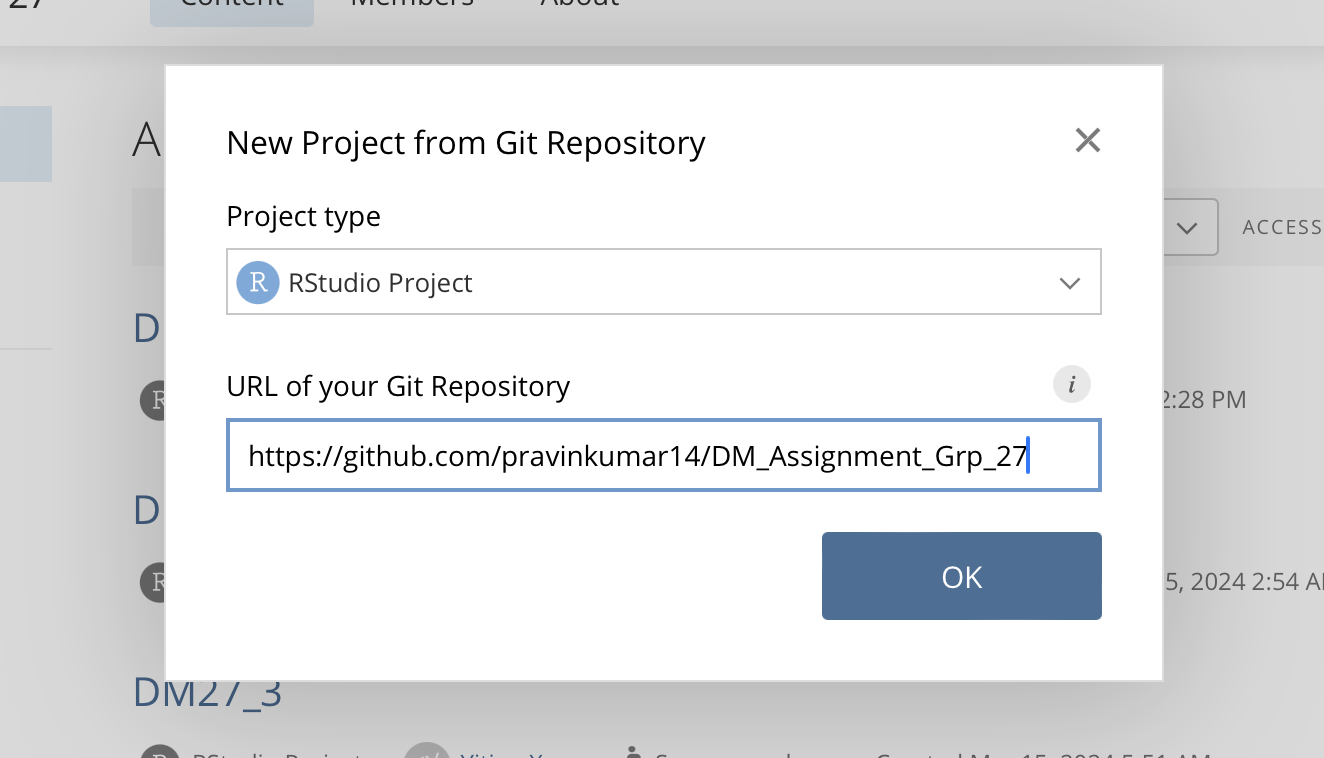 27 Content Members About
New Project from Git Repository
Project type
R RStudio Project
ACCESS
URL of your Git Repository i
2:28 PM
https://github.com/pravinkumar14/DM_Assignment_Grp_27
OK
5, 2024 2:54
DM27_3